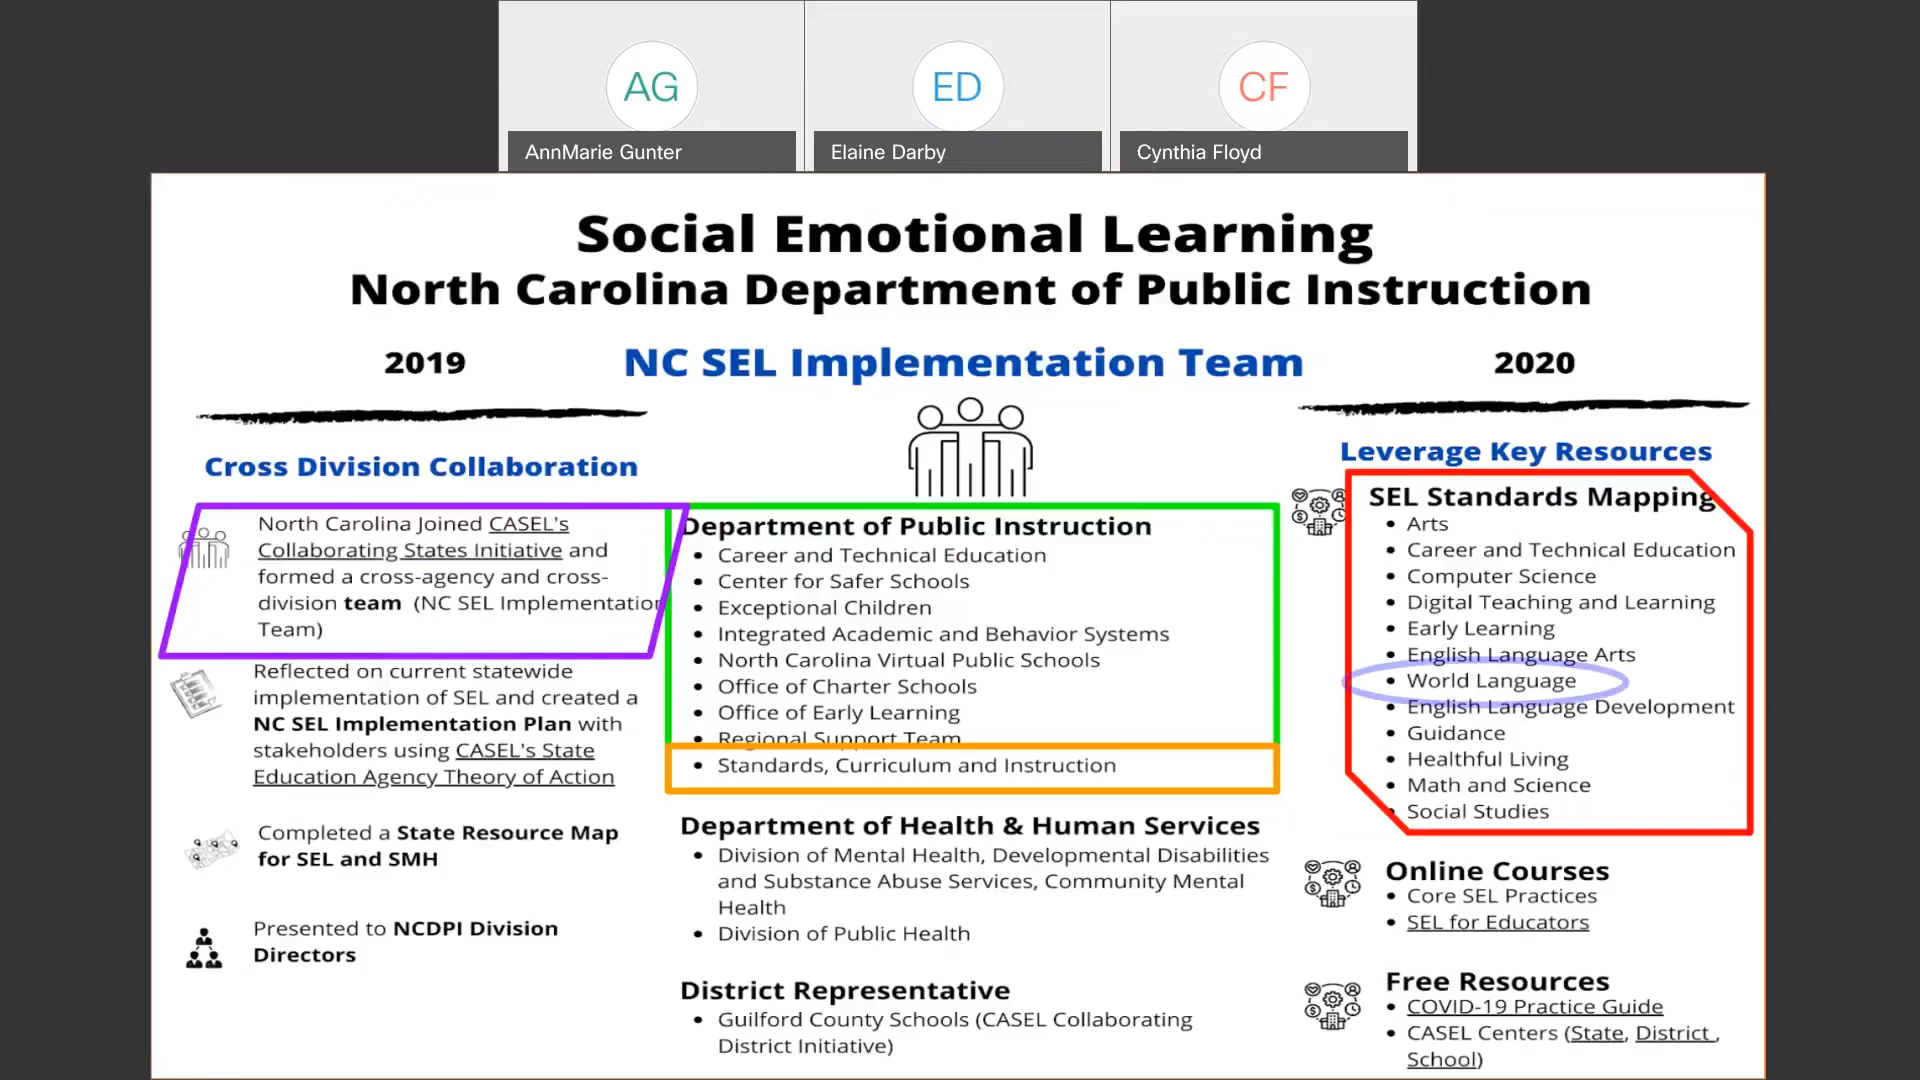 AG
ED
CF
AnnMarie Gunter
Elaine Darby
Cynthia Floyd
Social Emotional Learning
North Carolina Department of Public Instruction
2019
NC SEL Implementation Team
2020
Cross Division Collaboration
North Carolina Joined CASEL's
Collaborating States Initiative and
formed a cross-agency and cross-
division team (NC SEL Implementation
Team)
Reflected on current statewide
implementation of SEL and created a
NC SEL Implementation Plan with
stakeholders using CASEL's State
Education Agency Theory of Action
Completed a State Resource Map
for SEL and SMH
Presented to NCDPI Division
Directors
Department of Public Instruction
• Career and Technical Education
• Center for Safer Schools
• Exceptional Children
• Integrated Academic and Behavior Systems
• North Carolina Virtual Public Schools
• Office of Charter Schools
• Office of Early Learning
• Regional Support Team
• Standards, Curriculum and Instruction
Department of Health & Human Services
• Division of Mental Health, Developmental Disabilities
and Substance Abuse Services, Community Mental
Health
• Division of Public Health
District Representative
• Guilford County Schools (CASEL Collaborating
District Initiative)
Leverage Key Resources
SEL Standards Mapping
• Arts
• Career and Technical Education
• Computer Science
• Digital Teaching and Learning
• Early Learning
• English Language Arts
• World Language
• English Language Development
• Guidance
• Healthful Living
• Math and Science
• Social Studies
Online Courses
• Core SEL Practices
• SEL for Educators
Free Resources
• COVID-19 Practice Guide
• CASEL Centers (State, District ,
School)